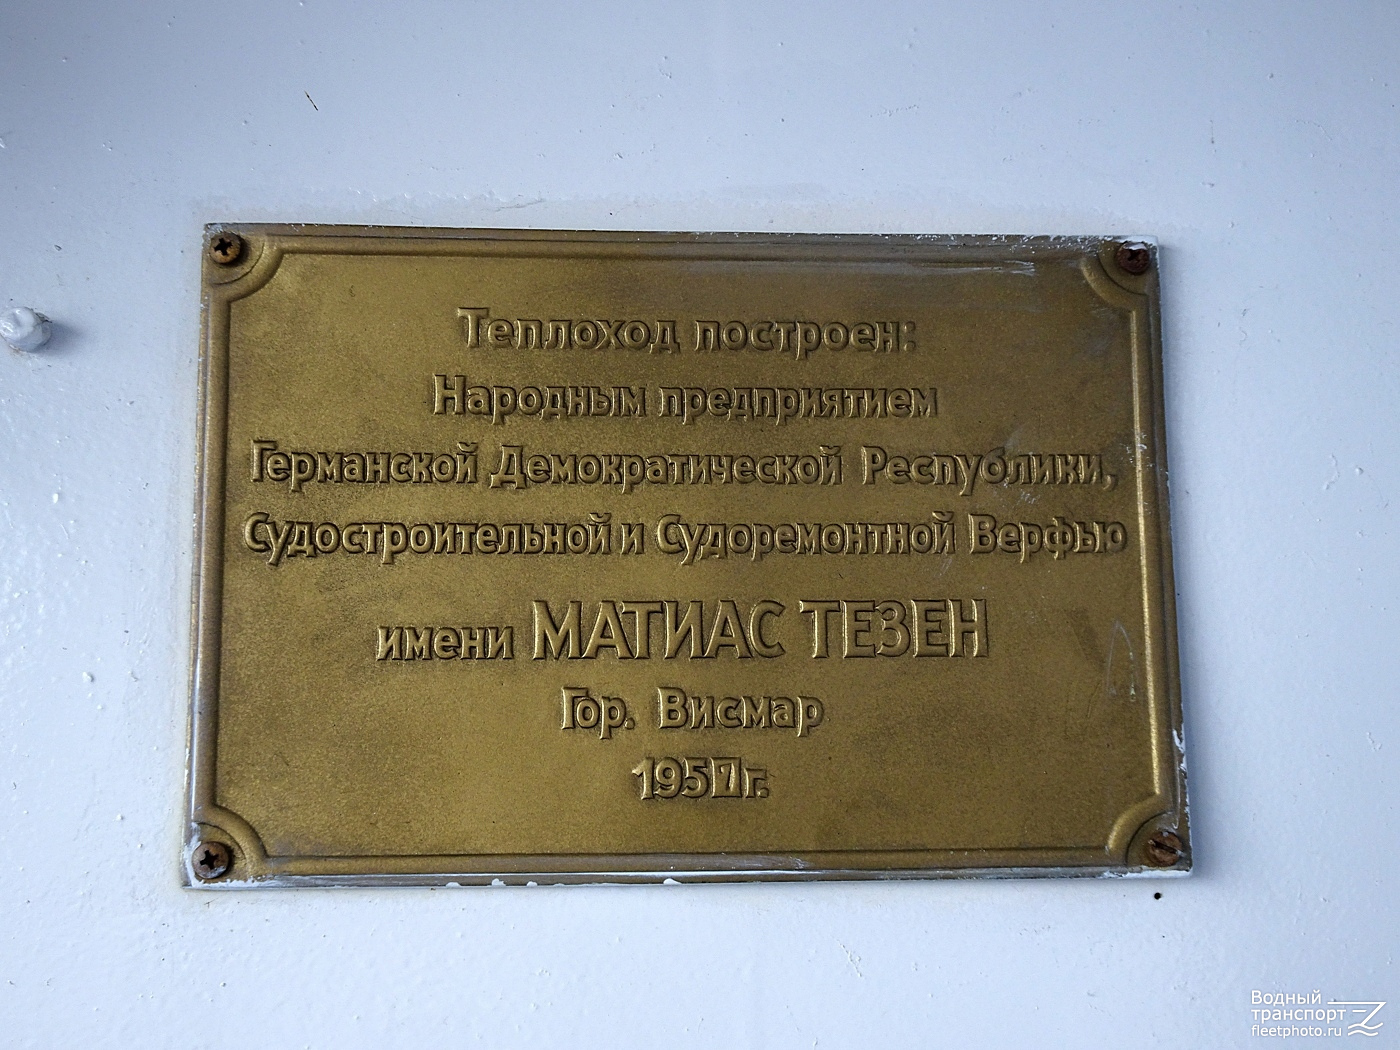 Теплоход построен:
Народным предприятием
Германской Демократической Республики,
Судостроительной и Судоремонтной Верфью
имени МАТИАС ТЕЗЕН
Гор. Висмар
1957г.
Водный
транспорт
fleetphoto.ru